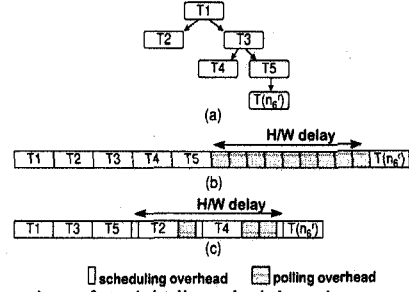 T1
T2 T3
T4 T5
T(n₆')
(a)
H/W delay
T1 T2 T3 T4 T5 T(n₆')
(b)
H/W delay
T1 T3 T5 T2 T4 T(n₆')
(c)
scheduling overhead polling overhead